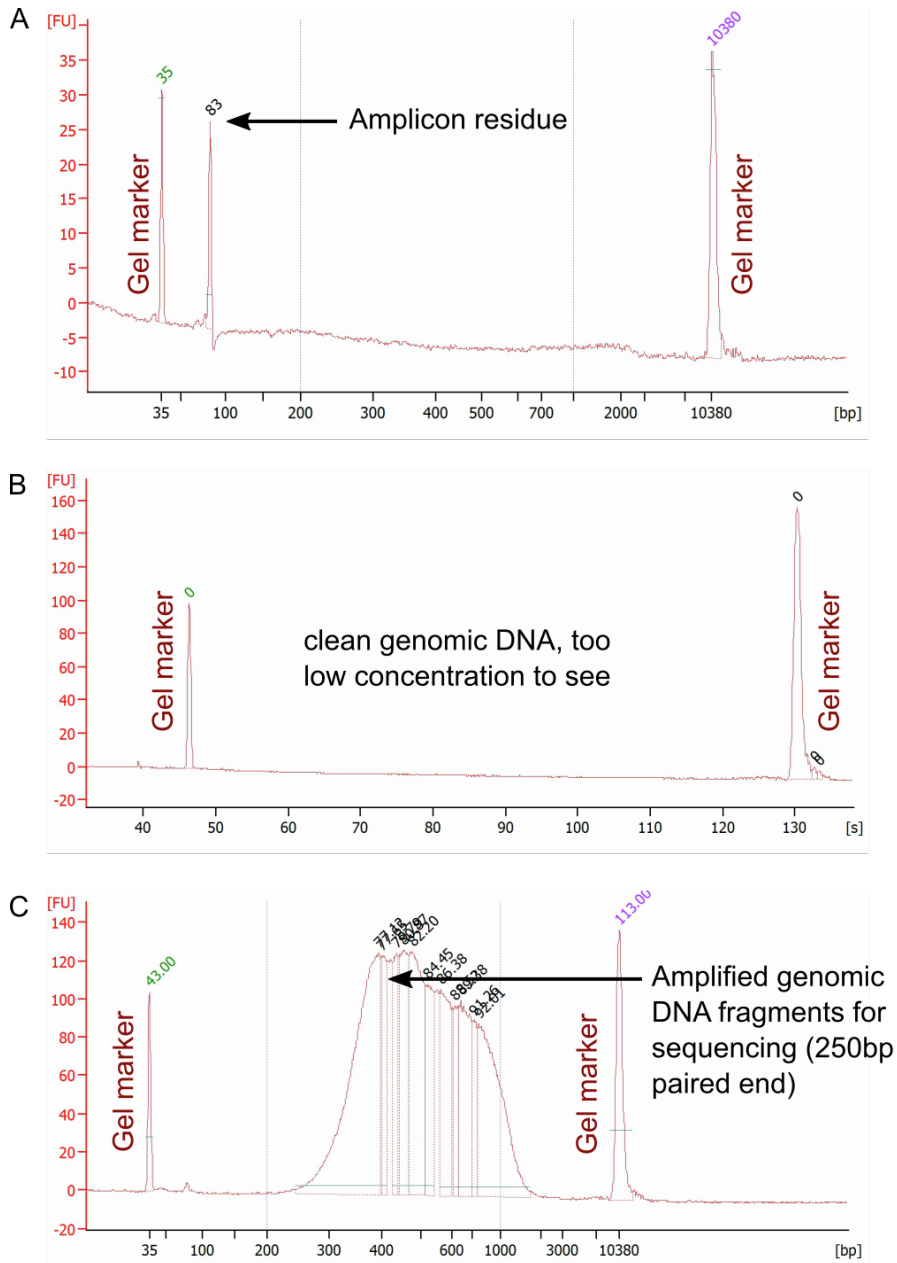 A
[FU]
10380
35
83
Amplicon residue
Gel marker
Gel marker
35
30
25
20
15
10
5
0
-5
-10
35 100 200 300 400 500 600 700 2000 10380 [bp]
B
[FU]
0
0
clean genomic DNA, too
low concentration to see
Gel marker
Gel marker
0
0
160
140
120
100
80
60
40
20
0
-20
40 50 60 70 80 90 100 110 120 130 [s]
C
[FU]
113.00
43.00
82.20
84.45
86.38
92.01
Amplified genomic
DNA fragments for
sequencing (250bp
paired end)
Gel marker
Gel marker
140
120
100
80
60
40
20
0
-20
35 100 200 300 400 600 1000 3000 10380 [bp]